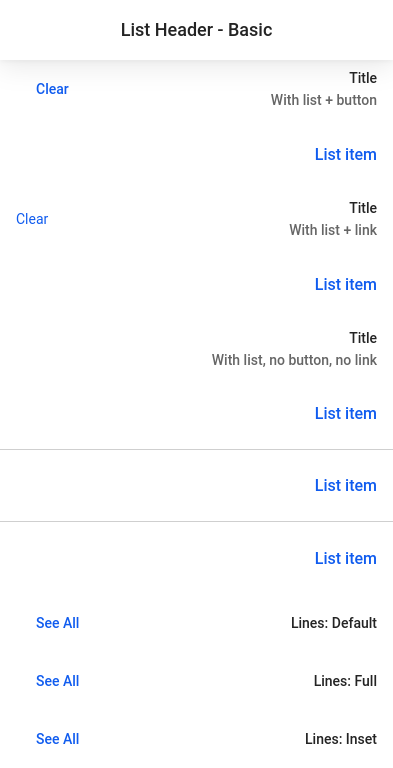 List Header - Basic
Title
With list + button
Clear
List item
Title
With list + link
Clear
List item
Title
With list, no button, no link
List item
List item
List item
Lines: Default
See All
Lines: Full
See All
Lines: Inset
See All